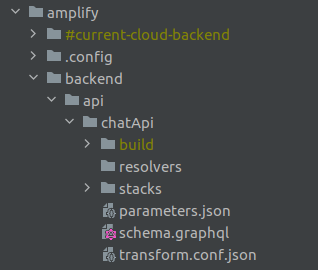 amplify
#current-cloud-backend
.config
backend
api
chatApi
build
resolvers
stacks
parameters.json
schema.graphql
transform.conf.json